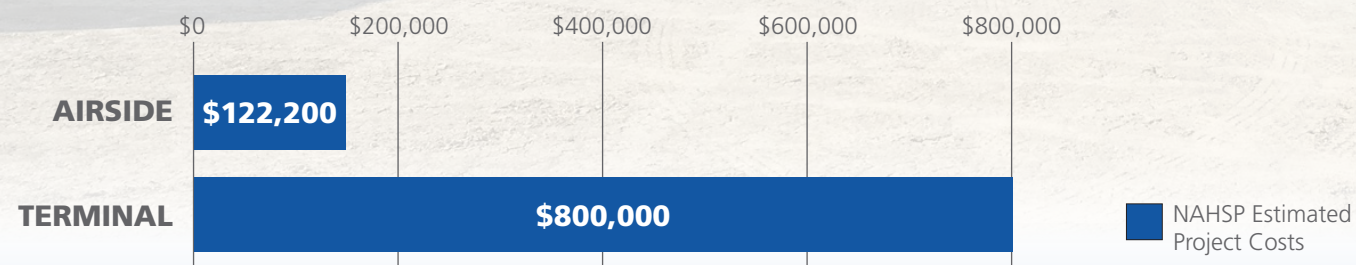 $0 $200,000 $400,000 $600,000 $800,000
AIRSIDE $122,200
TERMINAL $800,000
NAHSP Estimated
Project Costs